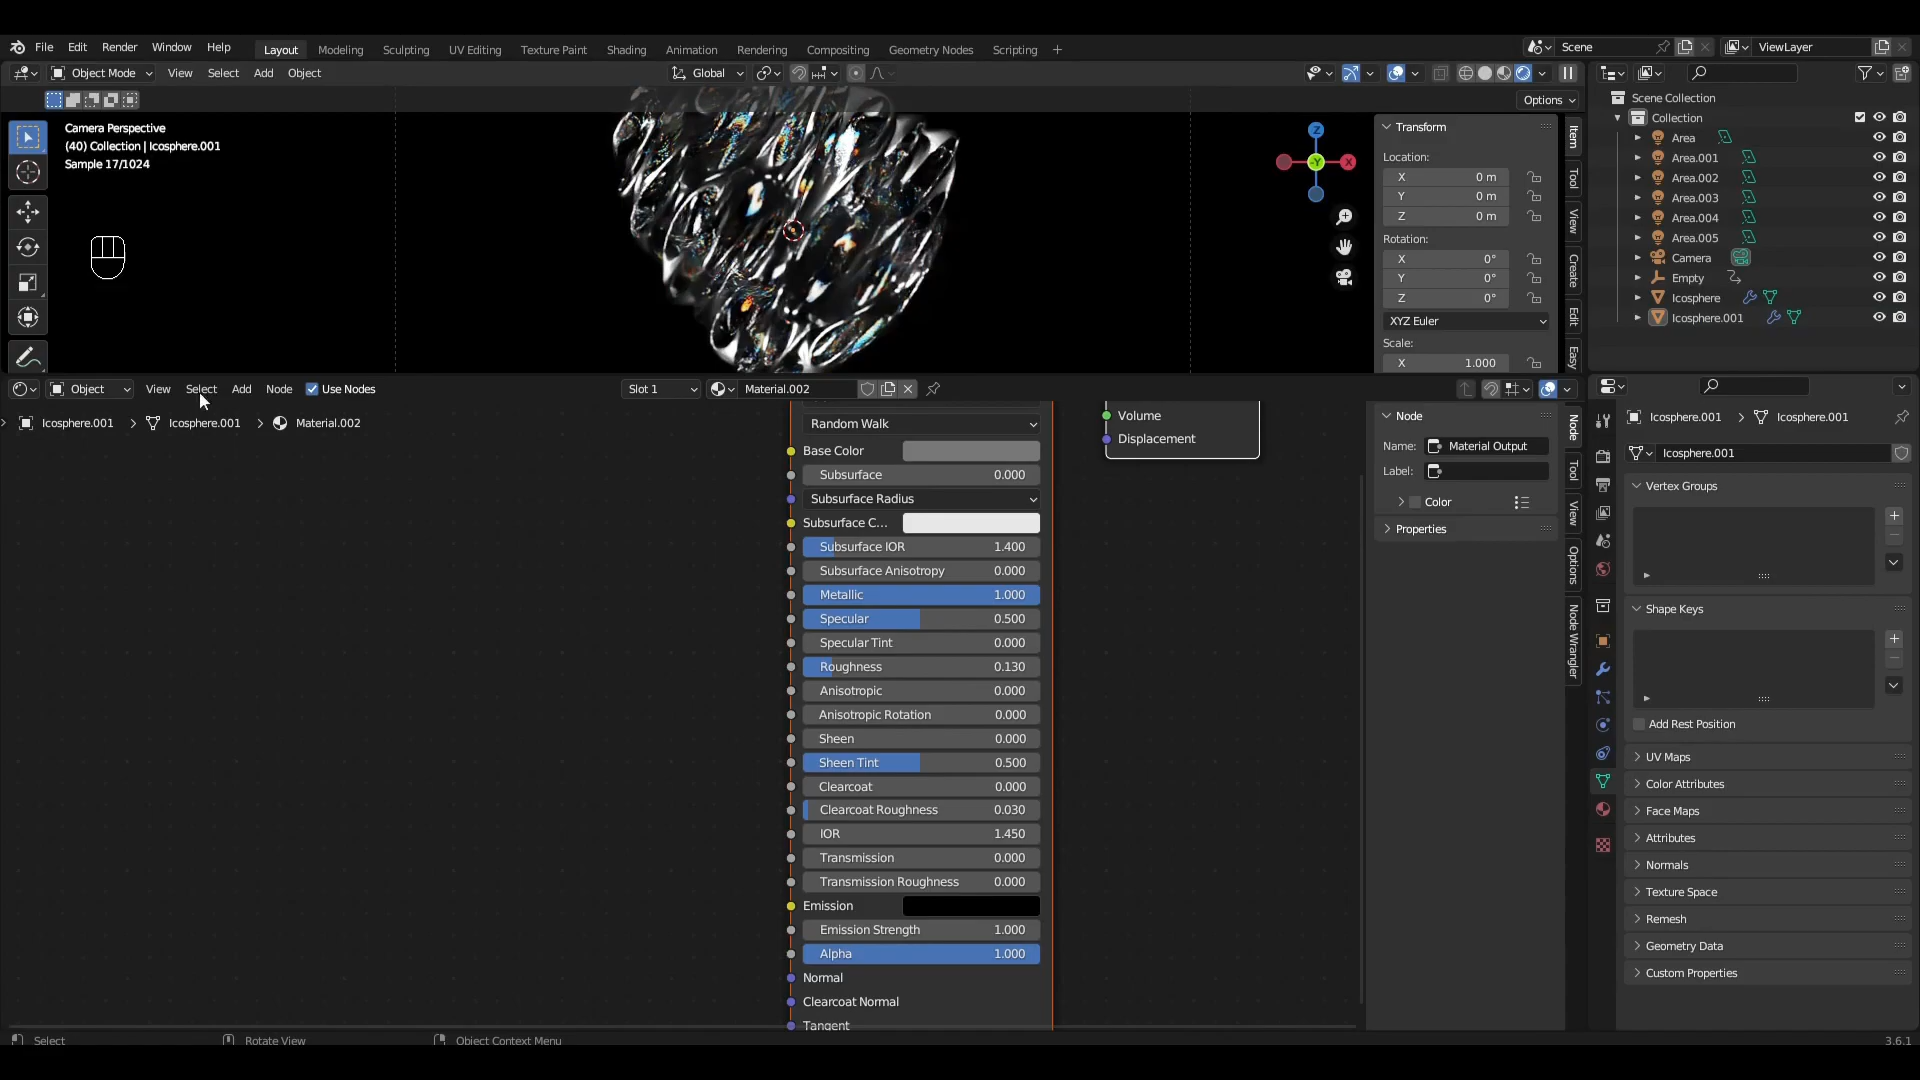 File Edit Render Window Help Layout Modeling Sculpting UV Editing Texture Paint Shading Animation Rendering Compositing Geometry Nodes Scripting + Scene ViewLayer
Object Mode View Select Add Object Global
Options
Camera Perspective
(40) Collection | Icosphere.001
Sample 17/1024
Z
-Y
X
Transform
Location:
X 0 m
Y 0 m
Z 0 m
Rotation:
X 0°
Y 0°
Z 0°
XYZ Euler
Scale:
X 1.000
Item
Tool
View
Create
Edit
Easy
Scene Collection
Collection
Area
Area.001
Area.002
Area.003
Area.004
Area.005
Camera
Empty
Icosphere
Icosphere.001
Object View Select Add Node Use Nodes Slot 1 Material.002
Icosphere.001 > Icosphere.001 > Material.002
Random Walk
Base Color
Subsurface 0.000
Subsurface Radius
Subsurface C...
Subsurface IOR 1.400
Subsurface Anisotropy 0.000
Metallic 1.000
Specular 0.500
Specular Tint 0.000
Roughness 0.130
Anisotropic 0.000
Anisotropic Rotation 0.000
Sheen 0.000
Sheen Tint 0.500
Clearcoat 0.000
Clearcoat Roughness 0.030
IOR 1.450
Transmission 0.000
Transmission Roughness 0.000
Emission
Emission Strength 1.000
Alpha 1.000
Normal
Clearcoat Normal
Tangent
Volume
Displacement
Node
Name: Material Output
Label:
Color
Properties
Node
Tool
View
Options
Node Wrangler
Icosphere.001 > Icosphere.001
Icosphere.001
Vertex Groups
Shape Keys
Add Rest Position
UV Maps
Color Attributes
Face Maps
Attributes
Normals
Texture Space
Remesh
Geometry Data
Custom Properties
Select Rotate View Object Context Menu 3.6.1